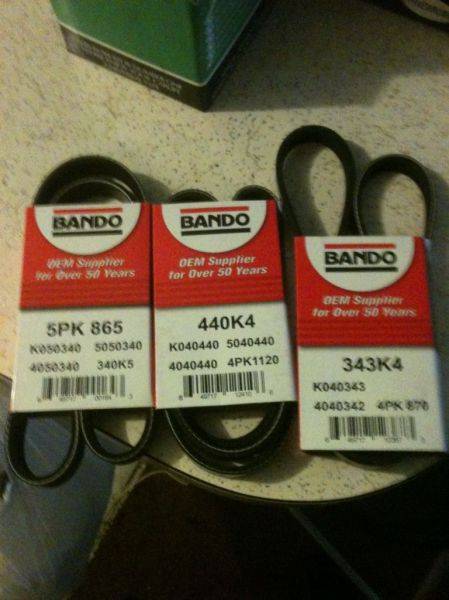 BANDO
OEM Supplier
for Over 50 Years
5PK 865
K050340 5050340
4050340 340K5
BANDO
OEM Supplier
for Over 50 Years
440K4
K040440 5040440
4040440 4PK1120
BANDO
OEM Supplier
for Over 50 Years
343K4
K040343
4040342 4PK 870